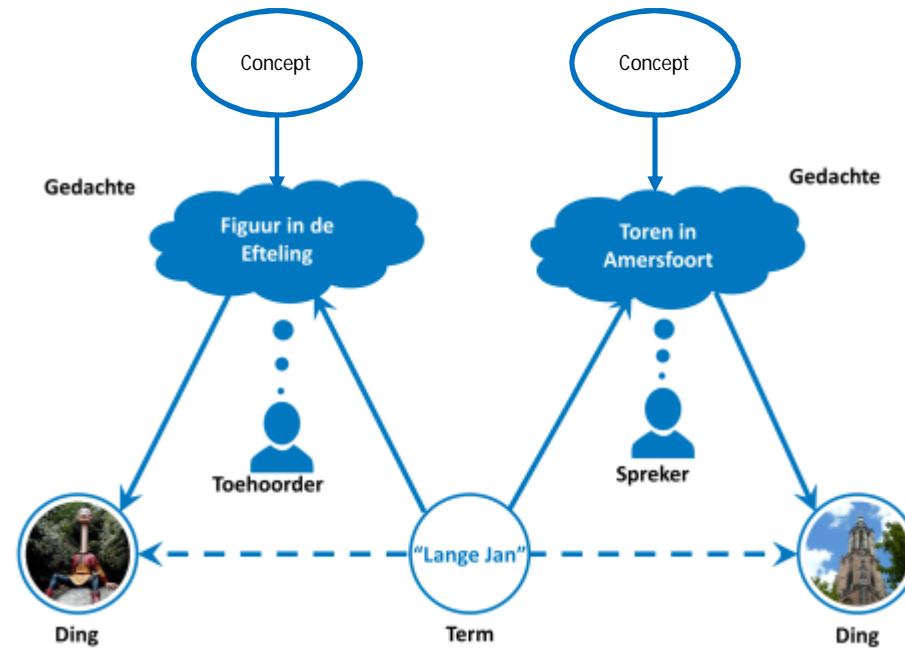 Concept
Concept
Gedachte
Gedachte
Figuur in de
Efteling
Toren in
Amersfoort
Toehoorder
Spreker
“Lange Jan”
Ding
Term
Ding